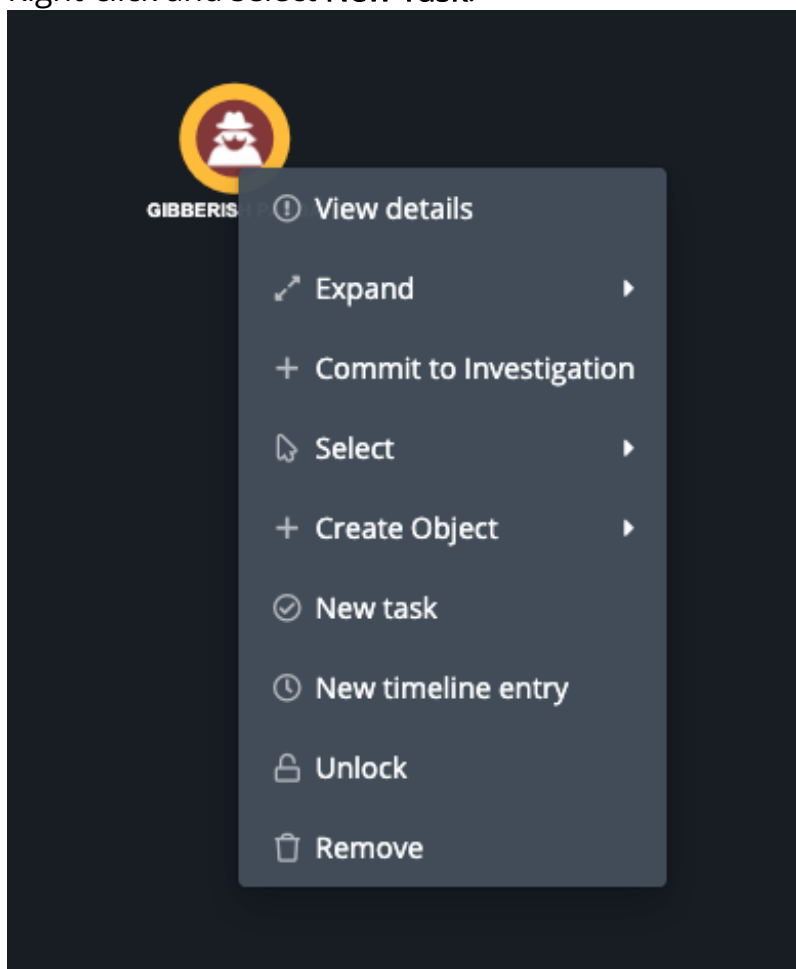 Right-click and select New Task.
GIBBERIS
View details
Expand
Commit to Investigation
Select
Create Object
New task
New timeline entry
Unlock
Remove